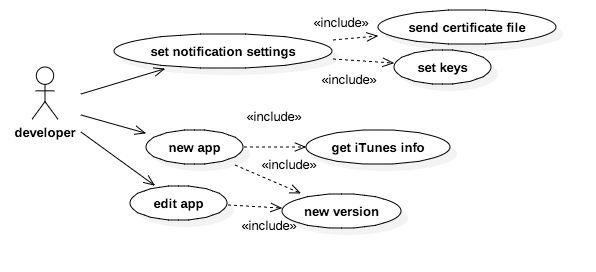 «include»
send certificate file
set notification settings
set keys
«include»
developer
«include»
new app
get iTunes info
«include»
edit app
new version
«include»